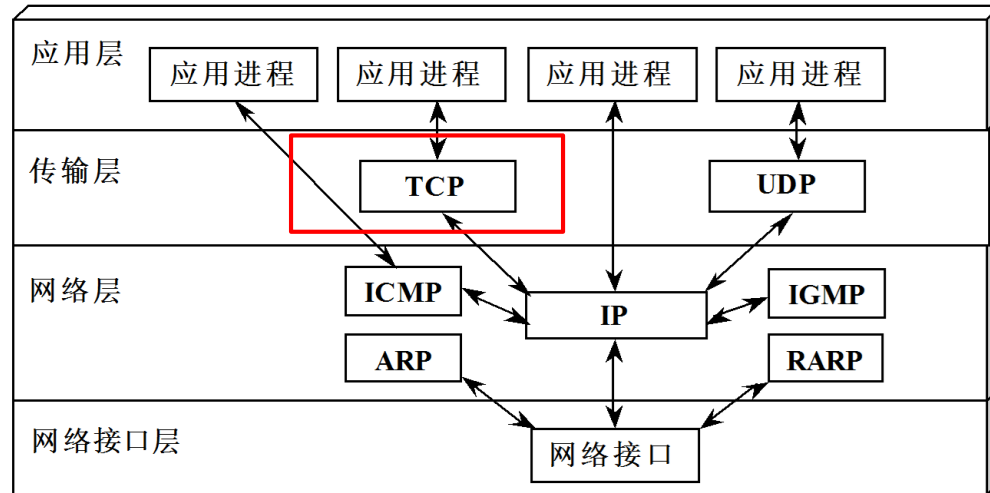 应用层
应用进程 应用进程 应用进程 应用进程
传输层
TCP UDP
网络层
ICMP IP IGMP
ARP RARP
网络接口层
网络接口